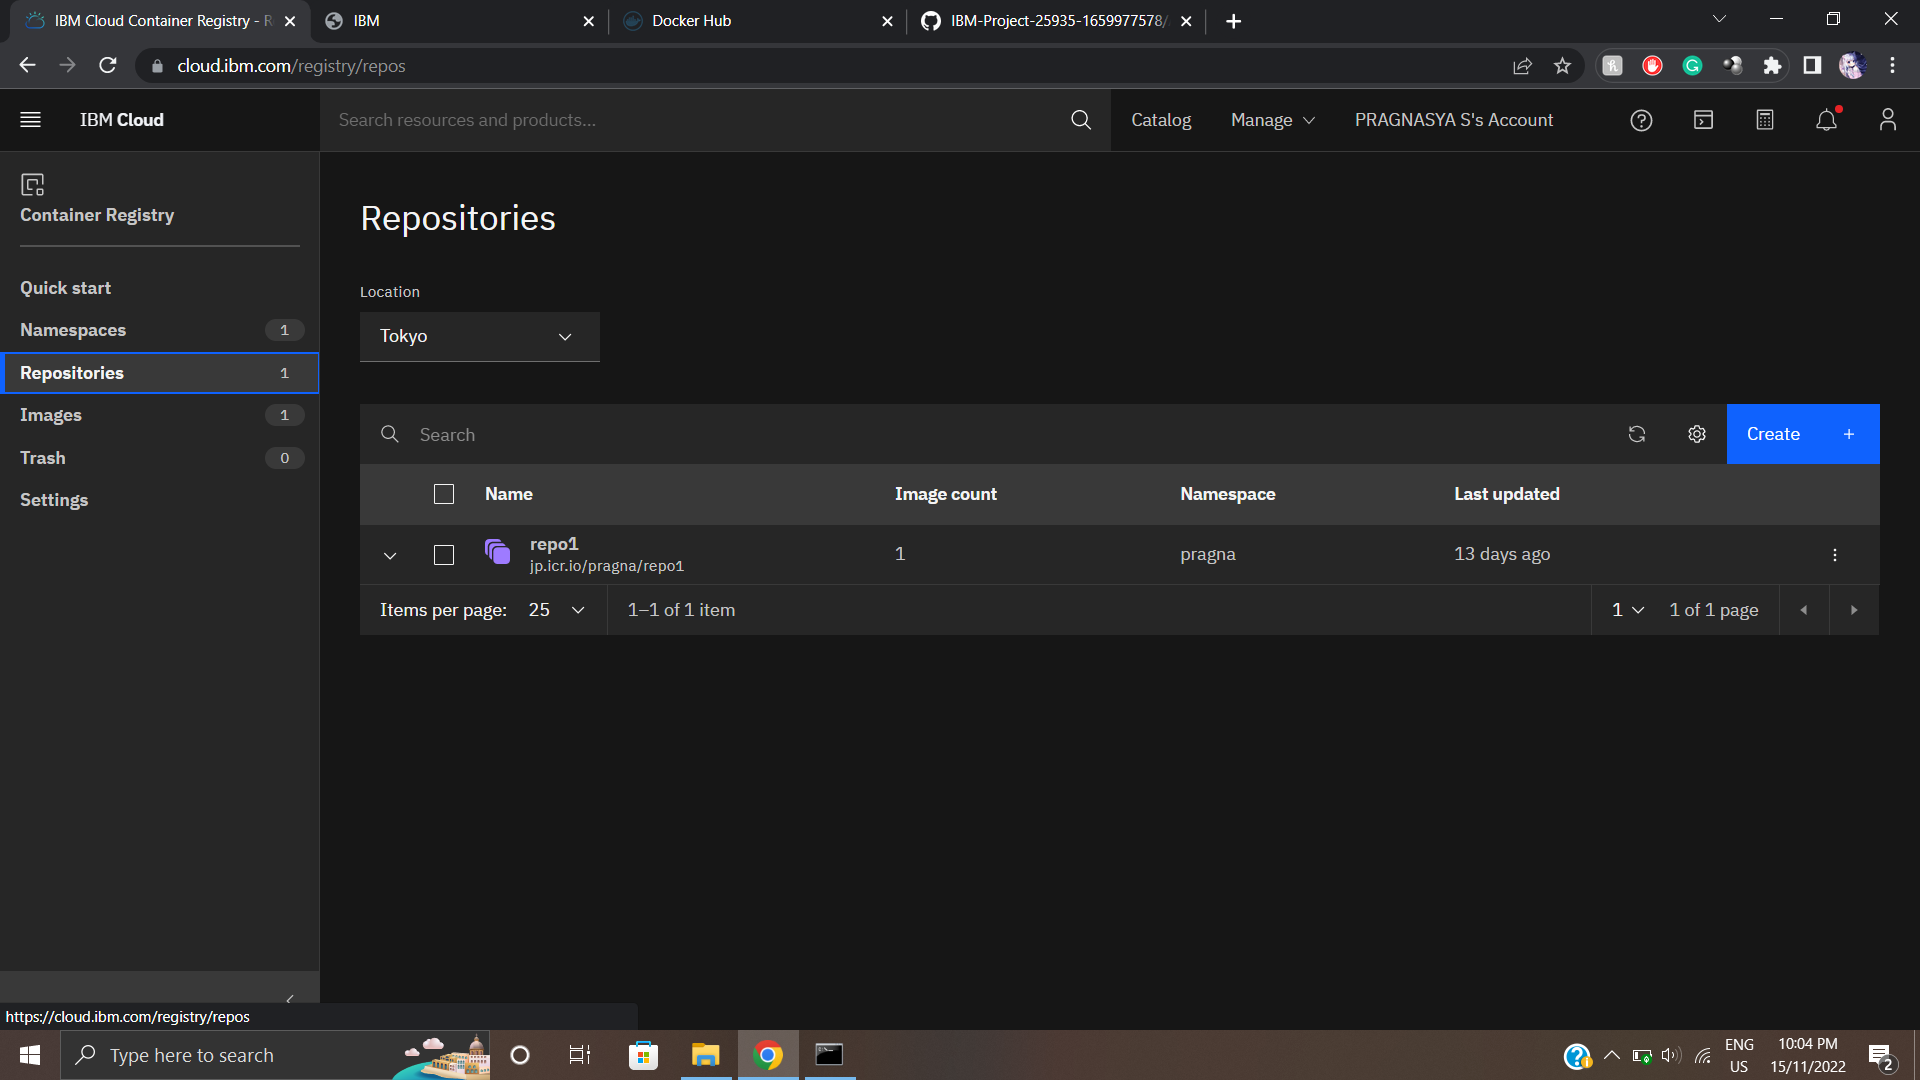 IBM Cloud Container Registry - R
IBM
Docker Hub
IBM-Project-25935-1659977578/
cloud.ibm.com/registry/repos
IBM Cloud
Search resources and products...
Catalog
Manage
PRAGNASYA S's Account
Container Registry
Quick start
Namespaces 1
Repositories 1
Images 1
Trash 0
Settings
Repositories
Location
Tokyo
Search
Create +
Name Image count Namespace Last updated
repo1
jp.icr.io/pragna/repo1
1 pragna 13 days ago
Items per page: 25 1–1 of 1 item 1 1 of 1 page
https://cloud.ibm.com/registry/repos
Type here to search
ENG
US
10:04 PM
15/11/2022
2